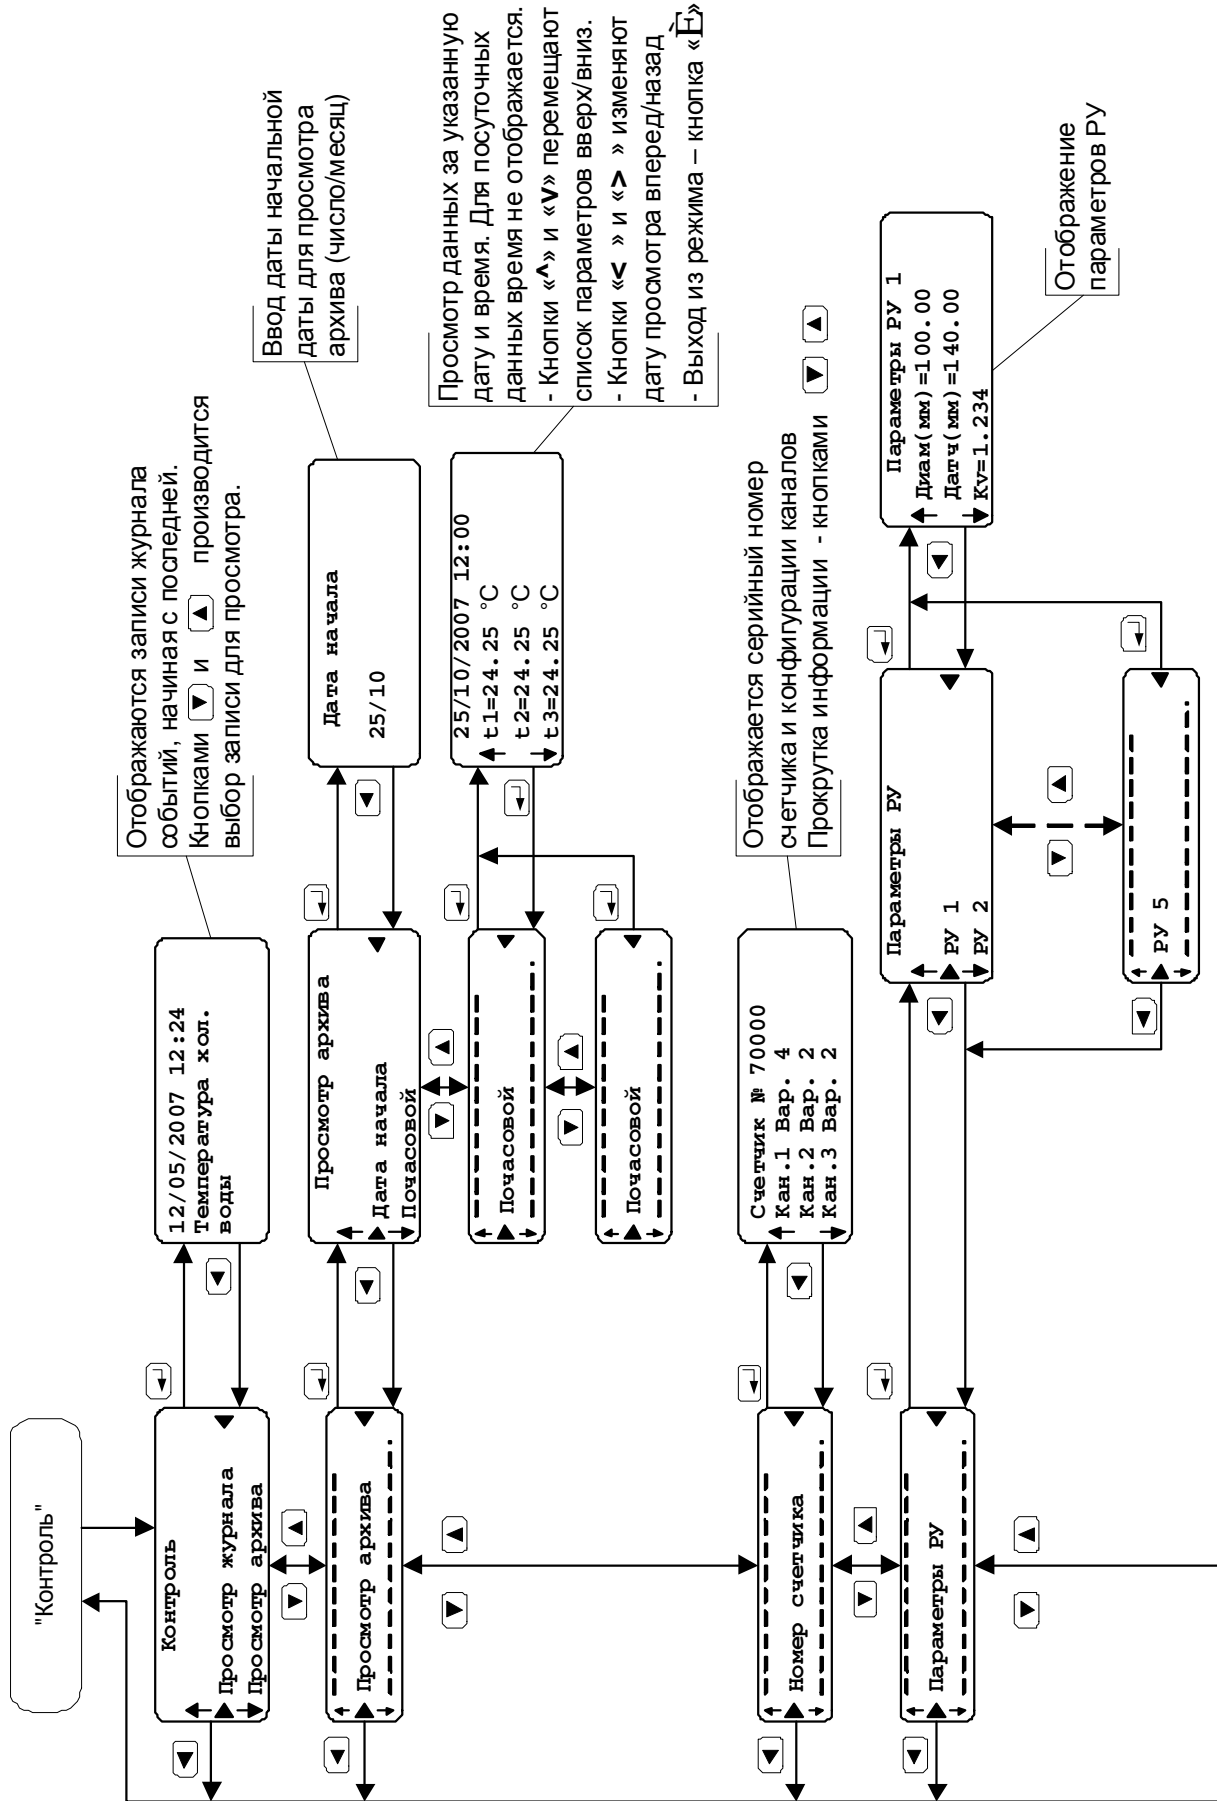 "Контроль"
Контроль
Просмотр журнала
Просмотр архива
12/05/2007 12:24
Температура хол.
воды
Отображаются записи журнала
событий, начиная с последней.
Кнопками и производится
выбор записи для просмотра.
Просмотр архива
Просмотр архива
Дата начала
Почасовой
Дата начала
25/10
Ввод даты начальной
даты для просмотра
архива (число/месяц)
Почасовой
25/10/2007 12:00
t1=24.25 °C
t2=24.25 °C
t3=24.25 °C
Просмотр данных за указанную
дату и время. Для посуточных
данных время не отображается.
- Кнопки «^» и «v» перемещают
список параметров вверх/вниз.
- Кнопки «< » и «> » изменяют
дату просмотра вперед/назад
- Выход из режима – кнопка «È»
Почасовой
Номер счетчика
Счетчик № 70000
Кан.1 Вар. 4
Кан.2 Вар. 2
Кан.3 Вар. 2
Отображается серийный номер
счетчика и конфигурации каналов
Прокрутка информации - кнопками
Параметры РУ
Параметры РУ
РУ 1
РУ 2
Параметры РУ 1
Диам(мм)=100.00
Датч(мм)=140.00
Kv=1.234
Отображение
параметров РУ
РУ 5